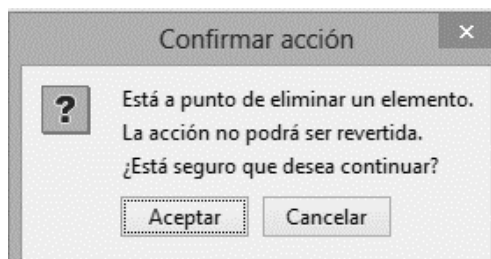 Confirmar acción
Está a punto de eliminar un elemento.
La acción no podrá ser revertida.
¿Está seguro que desea continuar?
Aceptar Cancelar